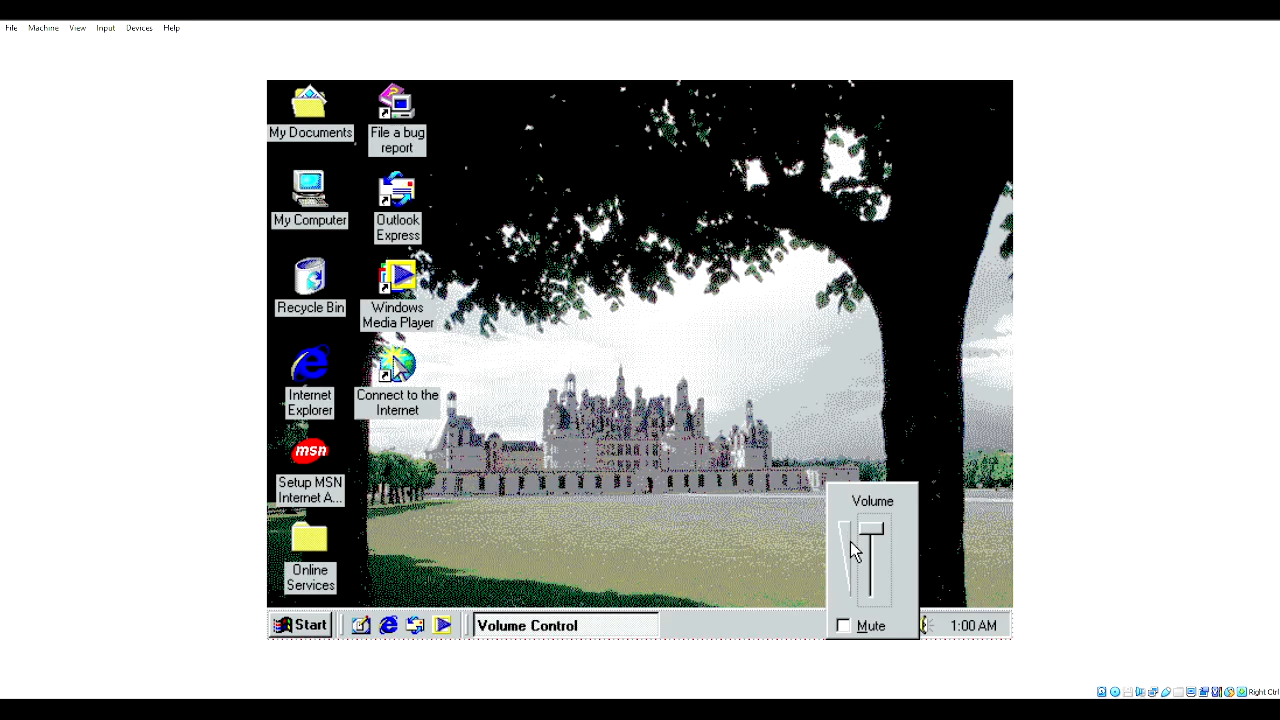 File Machine View Input Devices Help
My Documents
File a bug
report
My Computer
Outlook
Express
Recycle Bin
Windows
Media Player
Internet
Explorer
Connect to the
Internet
msn
Setup MSN
Internet A...
Online
Services
Volume
Mute
Start
Volume Control
1:00 AM
Right Ctrl